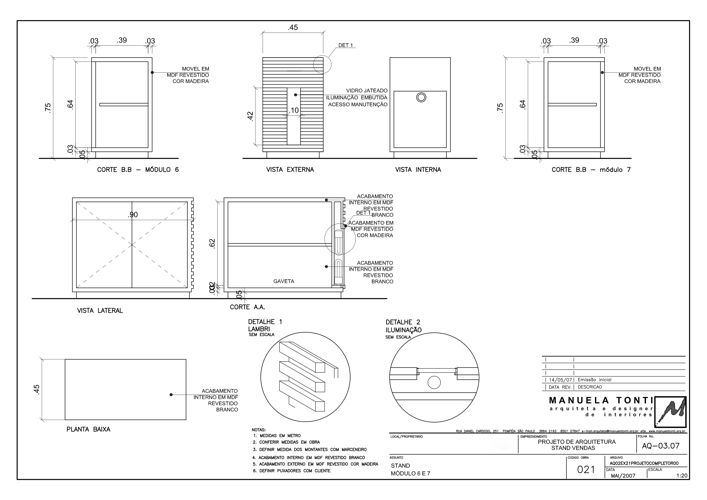 .03 .39 .03
.75
.64
.03
.05
MOVEL EM
MDF REVESTIDO
COR MADEIRA
CORTE B.B – MÓDULO 6
.45
DET 1
.42
.10
VIDRO JATEADO
ILUMINAÇÃO EMBUTIDA
ACESSO MANUTENÇÃO
VISTA EXTERNA
VISTA INTERNA
.03 .39 .03
.75
.64
.03
.05
MOVEL EM
MDF REVESTIDO
COR MADEIRA
CORTE B.B – módulo 7
.90
VISTA LATERAL
.62
.05
GAVETA
ACABAMENTO
INTERNO EM MDF
REVESTIDO
BRANCO
DET 1
ACABAMENTO EM
MDF REVESTIDO
COR MADEIRA
ACABAMENTO
INTERNO EM MDF
REVESTIDO
BRANCO
CORTE A.A.
.45
ACABAMENTO
INTERNO EM MDF
REVESTIDO
BRANCO
PLANTA BAIXA
DETALHE 1
LAMBRI
SEM ESCALA
DETALHE 2
ILUMINAÇÃO
SEM ESCALA
NOTAS:
1. MEDIDAS EM METRO
2. CONFERIR MEDIDAS EM OBRA
3. DEFINIR MEDIDA DOS MONTANTES COM MARCENEIRO
4. ACABAMENTO INTERNO EM MDF REVESTIDO BRANCO
5. ACABAMENTO EXTERNO EM MDF REVESTIDO COR MADEIRA
6. DEFINIR PUXADORES COM CLIENTE
14/05/07 Emissão inicial
DATA REV. DESCRICAO
MANUELA TONTI
arquiteta e designer
de interiores
LOCAL/PROPRIETARIO
EMPREENDIMENTO
PROJETO DE ARQUITETURA
STAND VENDAS
FOLHA No.
AQ-03.07
ASSUNTO
STAND
MÓDULO 6 E 7
CODIGO OBRA
021
ARQUIVO
AQ02EX21PROJETOCOMPLETOR00
DATA
MAI/2007
ESCALA
1:20